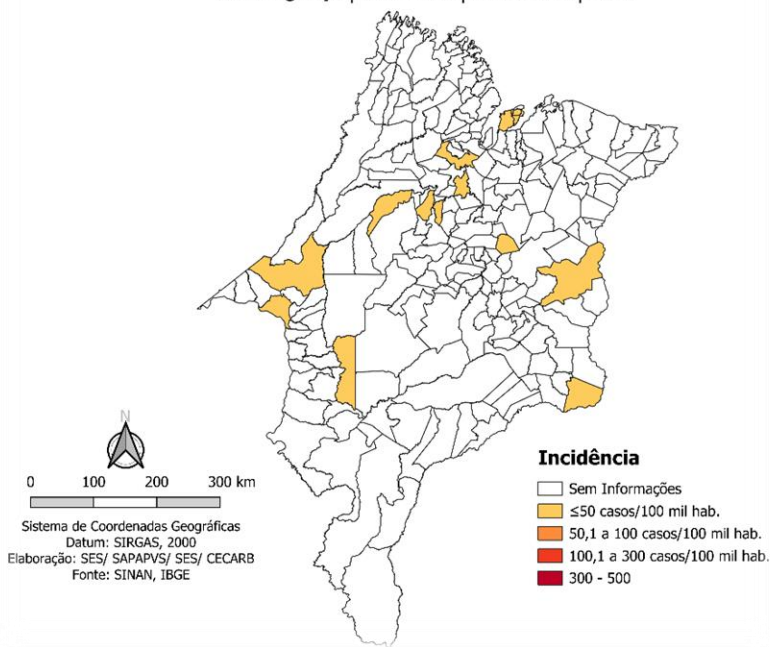 N
0 100 200 300 km
Sistema de Coordenadas Geográficas
Datum: SIRGAS, 2000
Elaboração: SES/ SAPAPVS/ SES/ CECARB
Fonte: SINAN, IBGE
Incidência
Sem Informações
≤50 casos/100 mil hab.
50,1 a 100 casos/100 mil hab.
100,1 a 300 casos/100 mil hab.
300 - 500